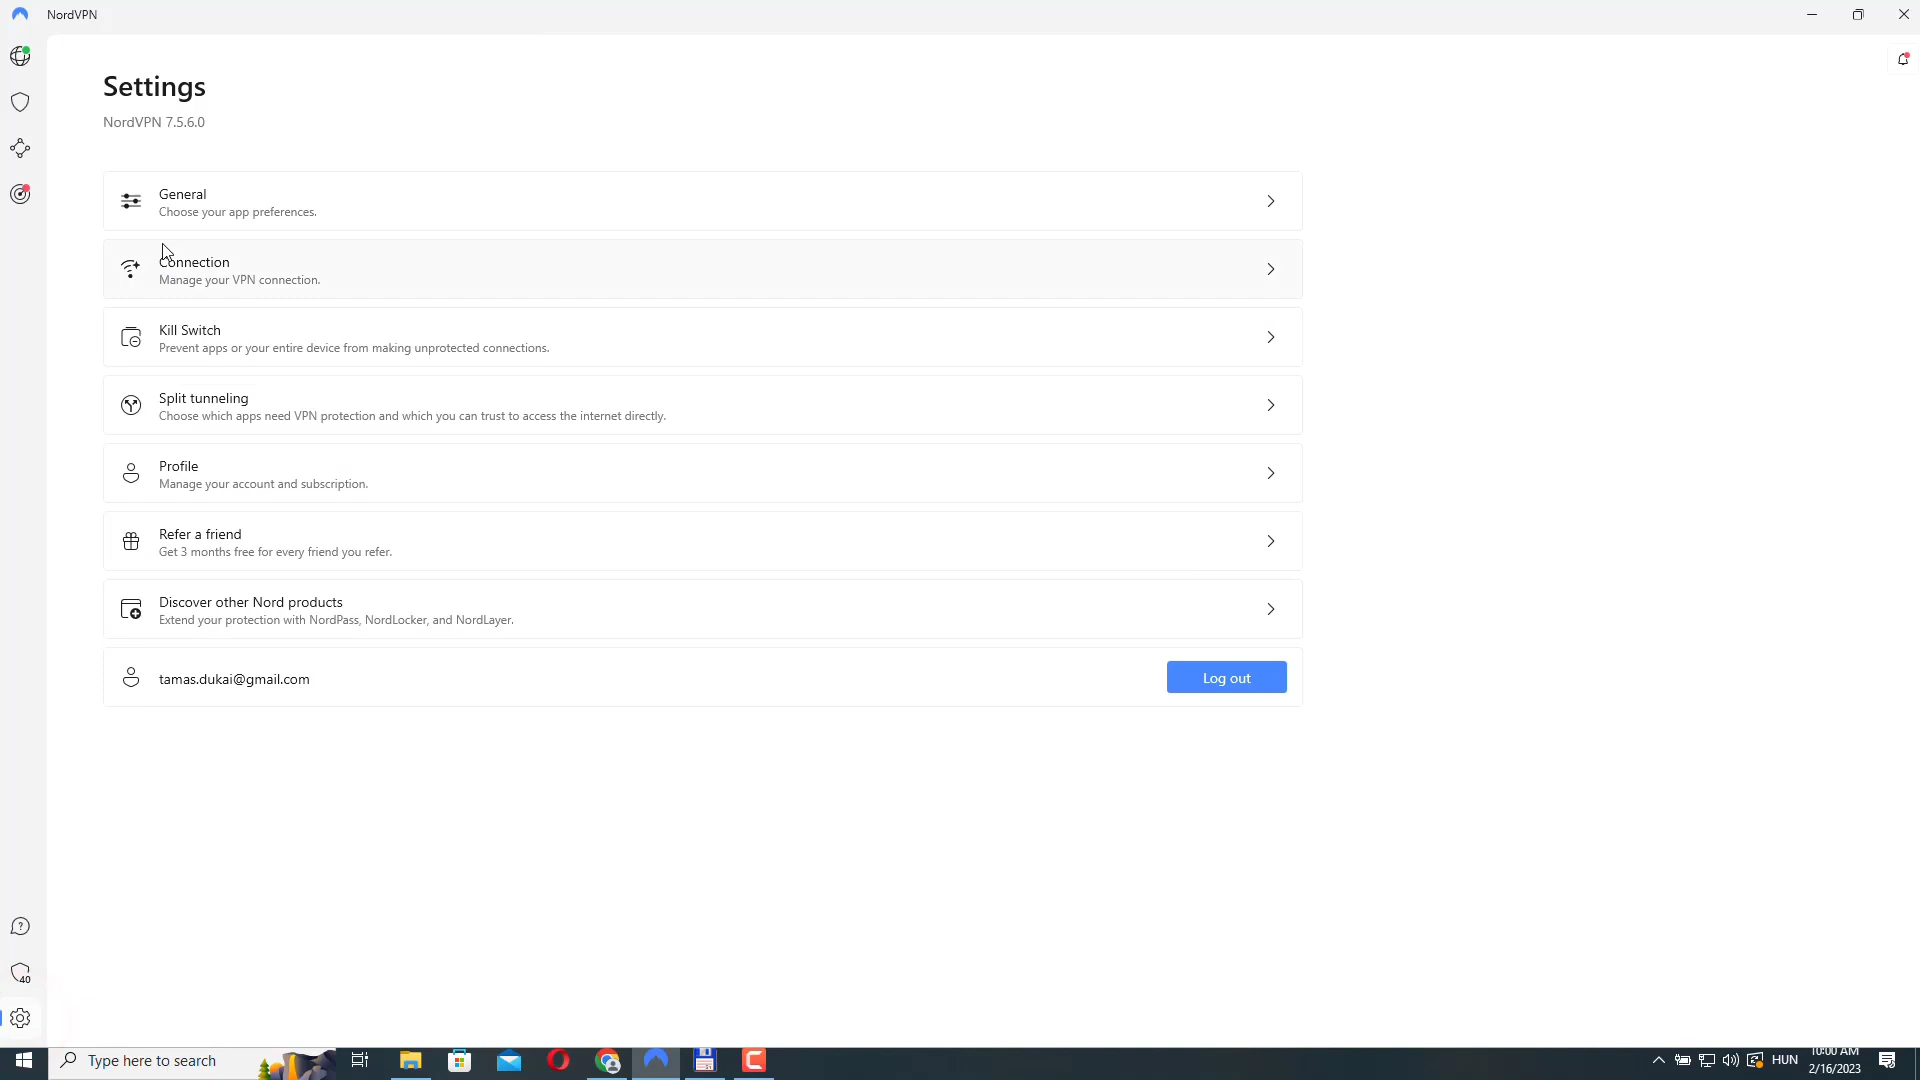 NordVPN
Settings
NordVPN 7.5.6.0
General
Choose your app preferences.
Connection
Manage your VPN connection.
Kill Switch
Prevent apps or your entire device from making unprotected connections.
Split tunneling
Choose which apps need VPN protection and which you can trust to access the internet directly.
Profile
Manage your account and subscription.
Refer a friend
Get 3 months free for every friend you refer.
Discover other Nord products
Extend your protection with NordPass, NordLocker, and NordLayer.
tamas.dukai@gmail.com
Log out
40
Type here to search
HUN
10:00 AM
2/16/2023